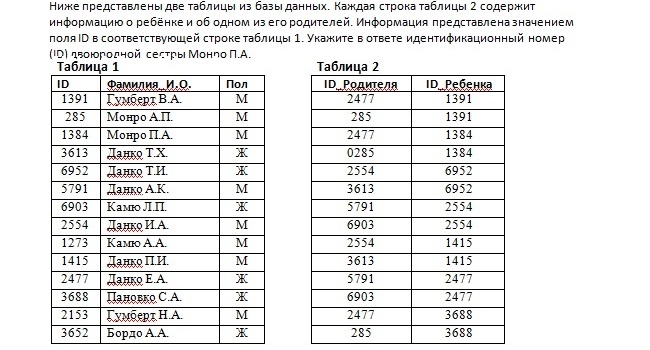 Ниже представлены две таблицы из базы данных. Каждая строка таблицы 2 содержит
информацию о ребёнке и об одном из его родителей. Информация представлена значением
поля ID в соответствующей строке таблицы 1. Укажите в ответе идентификационный номер
(ID) двоюродной сестры Монро П.А.
Таблица 1 Таблица 2
ID Фамилия_И.О. Пол ID_Родителя ID_Ребенка
1391 Гумберт В.А. М 2477 1391
285 Монро А.П. М 285 1391
1384 Монро П.А. М 2477 1384
3613 Данко Т.Х. Ж 0285 1384
6952 Данко Т.И. Ж 2554 6952
5791 Данко А.К. М 3613 6952
6903 Камю Л.П. Ж 5791 2554
2554 Данко И.А. М 6903 2554
1273 Камю А.А. М 2554 1415
1415 Данко П.И. М 3613 1415
2477 Данко Е.А. Ж 5791 2477
3688 Пановко С.А. Ж 6903 2477
2153 Гумберт Н.А. М 2477 3688
3652 Бордо А.А. Ж 285 3688